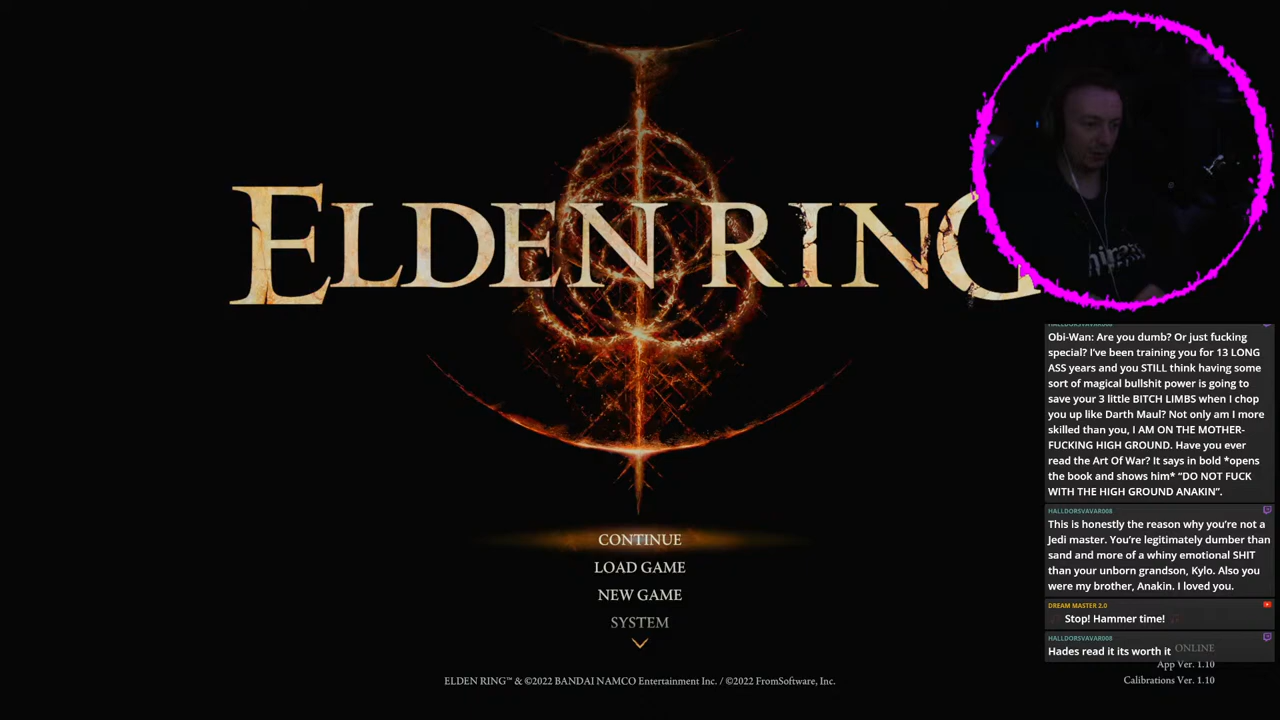 ELDEN RING
CONTINUE
LOAD GAME
NEW GAME
SYSTEM
ELDEN RING™ & ©2022 BANDAI NAMCO Entertainment Inc. / ©2022 FromSoftware, Inc.
HALLDORSVAVAR008
Obi-Wan: Are you dumb? Or just fucking
special? I’ve been training you for 13 LONG
ASS years and you STILL think having some
sort of magical bullshit power is going to
save your 3 little BITCH LIMBS when I chop
you up like Darth Maul? Not only am I more
skilled than you, I AM ON THE MOTHER-
FUCKING HIGH GROUND. Have you ever
read the Art Of War? It says in bold *opens
the book and shows him* “DO NOT FUCK
WITH THE HIGH GROUND ANAKIN”.
HALLDORSVAVAR008
This is honestly the reason why you’re not a
Jedi master. You’re legitimately dumber than
sand and more of a whiny emotional SHIT
than your unborn grandson, Kylo. Also you
were my brother, Anakin. I loved you.
DREAM MASTER 2.0
Stop! Hammer time!
HALLDORSVAVAR008
Hades read it its worth it
ONLINE
App Ver. 1.10
Calibrations Ver. 1.10